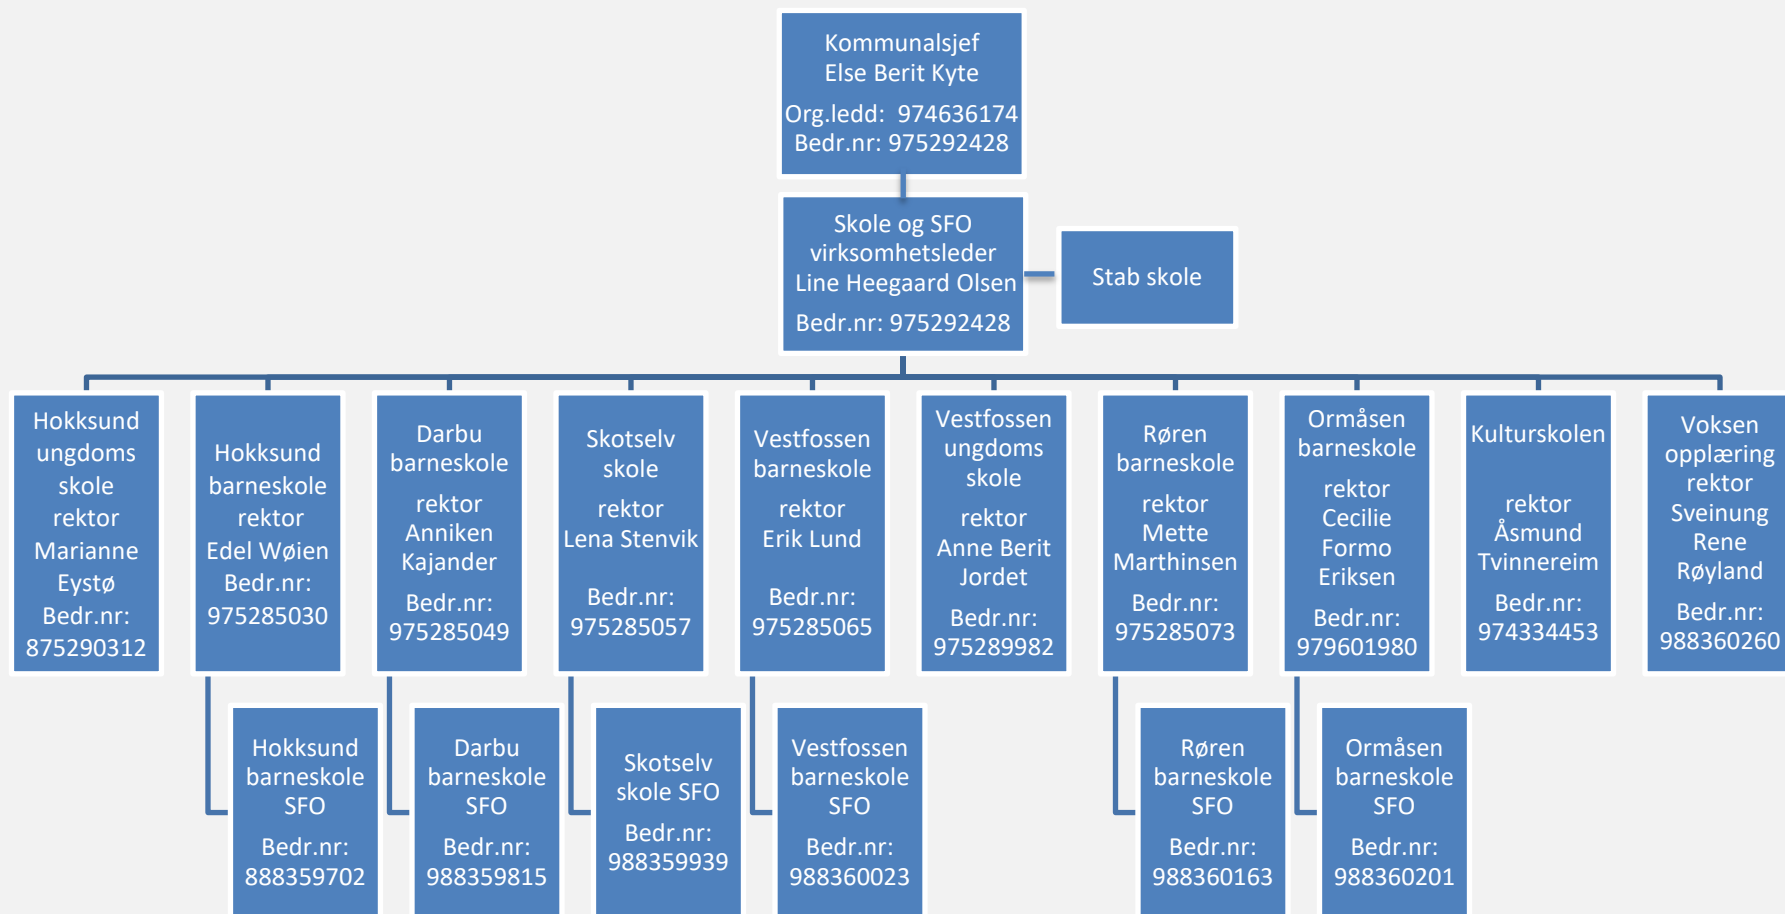 Kommunalsjef
Else Berit Kyte
Org.ledd: 974636174
Bedr.nr: 975292428
Skole og SFO
virksomhetsleder
Line Heegaard Olsen
Bedr.nr: 975292428
Stab skole
Hokksund
ungdoms
skole
rektor
Marianne
Eystø
Bedr.nr:
875290312
Hokksund
barneskole
rektor
Edel Wøien
Bedr.nr:
975285030
Darbu
barneskole
rektor
Anniken
Kajander
Bedr.nr:
975285049
Skotselv
skole
rektor
Lena Stenvik
Bedr.nr:
975285057
Vestfossen
barneskole
rektor
Erik Lund
Bedr.nr:
975285065
Vestfossen
ungdoms
skole
rektor
Anne Berit
Jordet
Bedr.nr:
975289982
Røren
barneskole
rektor
Mette
Marthinsen
Bedr.nr:
975285073
Ormåsen
barneskole
rektor
Cecilie
Formo
Eriksen
Bedr.nr:
979601980
Kulturskolen
rektor
Åsmund
Tvinnereim
Bedr.nr:
974334453
Voksen
opplæring
rektor
Sveinung
Rene
Røyland
Bedr.nr:
988360260
Hokksund
barneskole
SFO
Bedr.nr:
888359702
Darbu
barneskole
SFO
Bedr.nr:
988359815
Skotselv
skole SFO
Bedr.nr:
988359939
Vestfossen
barneskole
SFO
Bedr.nr:
988360023
Røren
barneskole
SFO
Bedr.nr:
988360163
Ormåsen
barneskole
SFO
Bedr.nr:
988360201